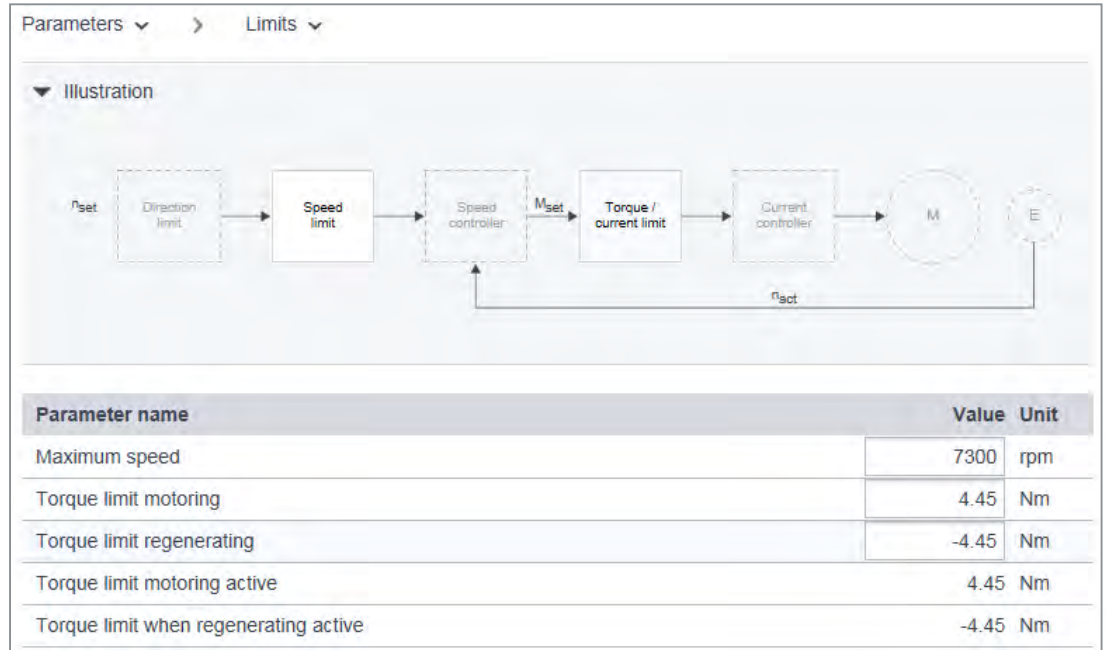 Parameters > Limits
Illustration
nset
Direction limit
Speed limit
Speed controller
Mset
Torque / current limit
Current controller
M
E
nact
Parameter name Value Unit
Maximum speed 7300 rpm
Torque limit motoring 4.45 Nm
Torque limit regenerating -4.45 Nm
Torque limit motoring active 4.45 Nm
Torque limit when regenerating active -4.45 Nm